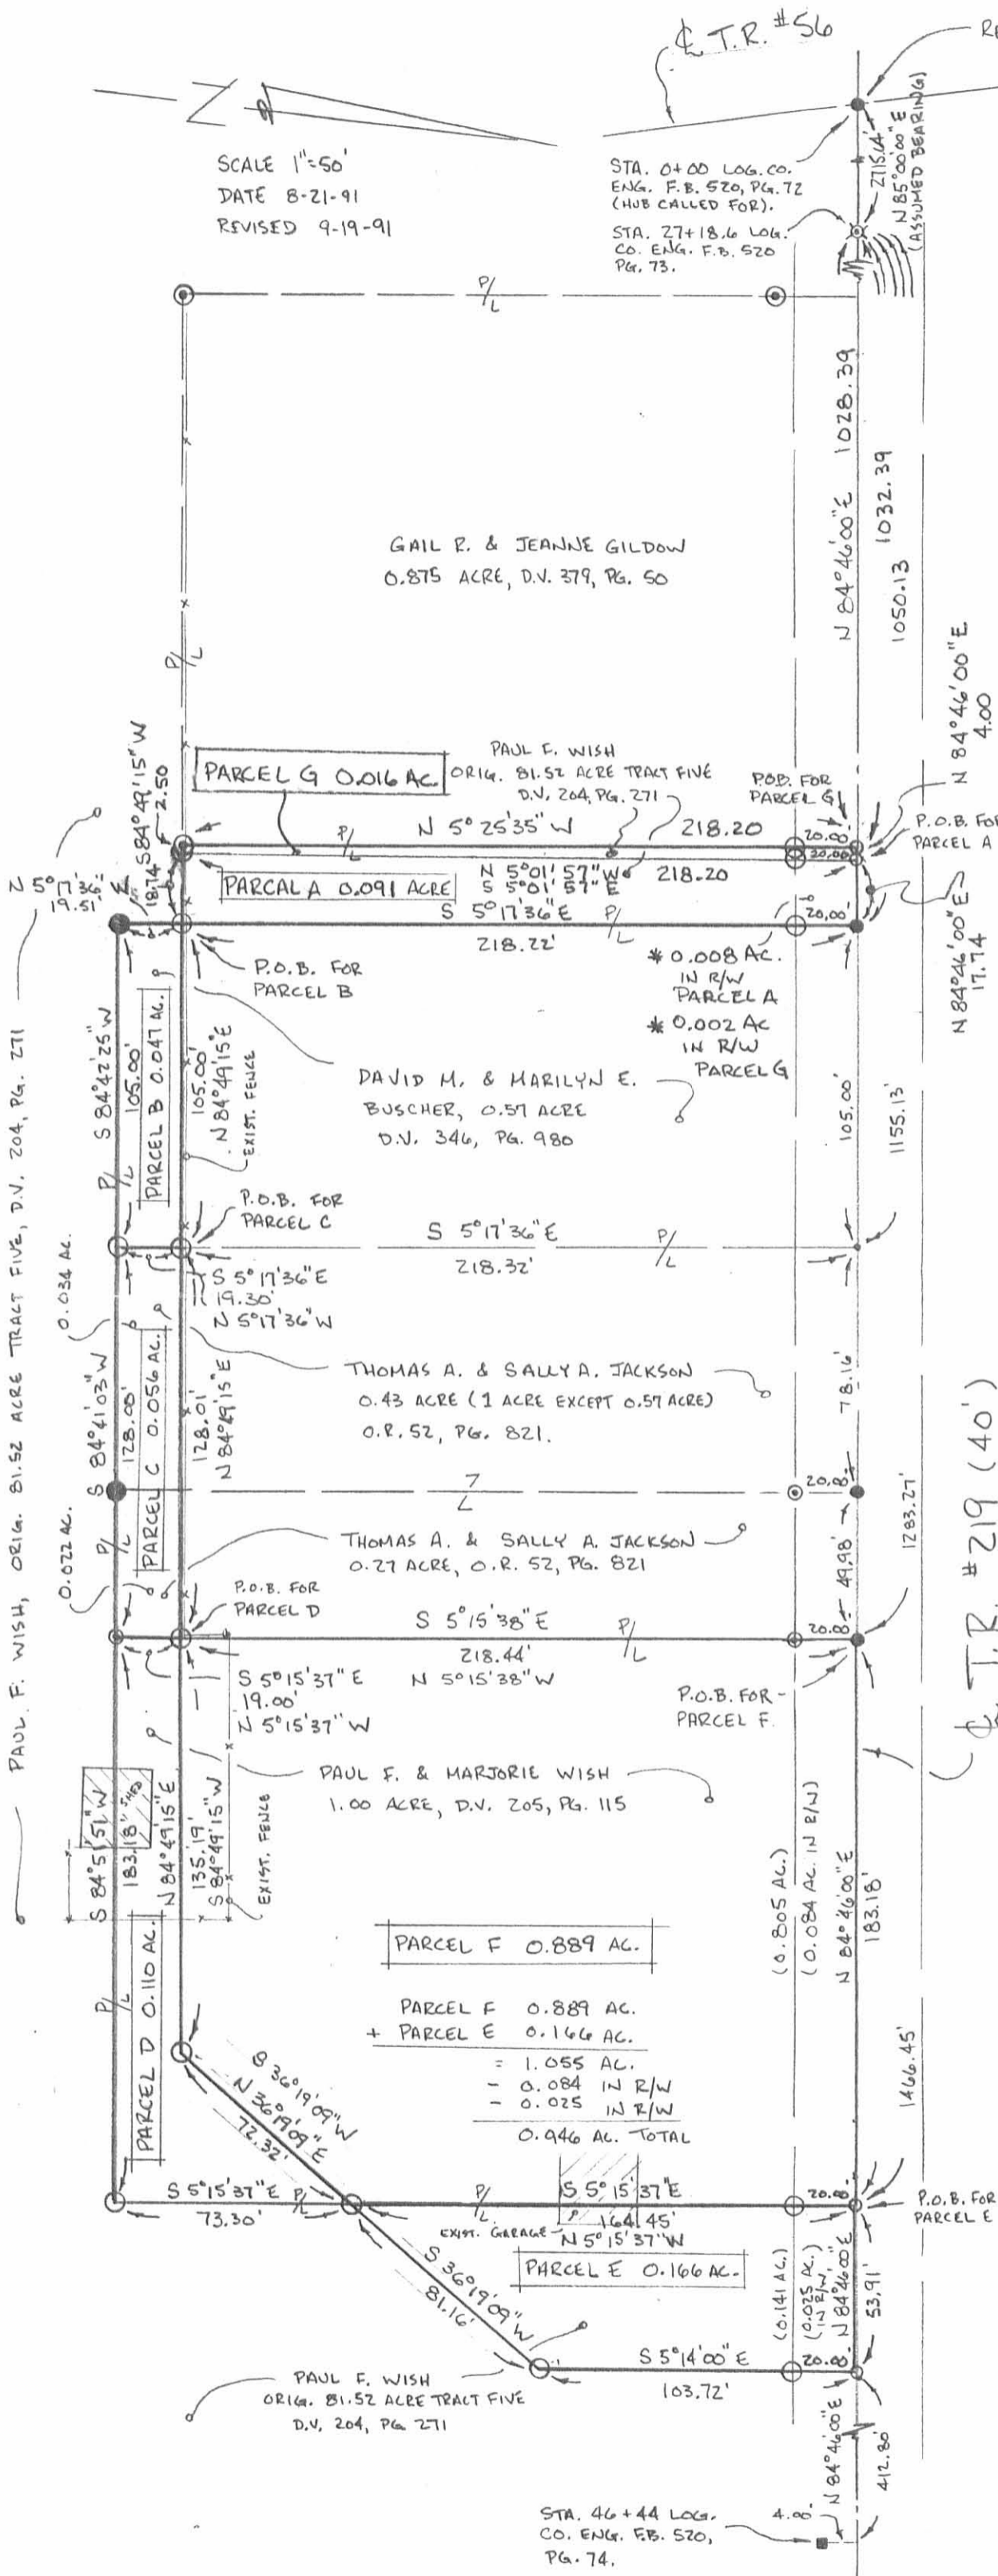 ℄ T.R. #56
RE
SCALE 1"=50'
DATE 8-21-91
REVISED 9-19-91
STA. 0+00 LOG. CO.
ENG. F.B. 520, PG. 72
(HUB CALLED FOR).
STA. 27+18.6 LOG.
CO. ENG. F.B. 520
PG. 73.
2715.64'
N 85°00'00" E
(ASSUMED BEARING)
P/L
N 84°46'00" E 1028.39
1032.39
1050.13
GAIL R. & JEANNE GILDOW
0.875 ACRE, D.V. 379, PG. 50
P/L
N 84°46'00" E
4.00
PAUL F. WISH
ORIG. 81.52 ACRE TRACT FIVE
D.V. 204, PG. 271
PARCEL G 0.016 AC.
P.O.B. FOR
PARCEL G
P.O.B. FOR
PARCEL A
S 84°49'15" W
2.50
18.74
N 5°17'36"
19.51'
P/L
N 5°25'35" W 218.20
20.00
20.00
N 5°01'57" W
S 5°01'57" E
218.20
PARCAL A 0.091 ACRE
S 5°17'36" E P/L
218.22'
20.00'
N 84°46'00" E
17.74
P.O.B. FOR
PARCEL B
* 0.008 AC.
IN R/W
PARCEL A
* 0.002 AC
IN R/W
PARCEL G
S 84°42'25" W
105.00'
P/L
PARCEL B 0.047 AC.
105.00'
N 84°49'15" E
EXIST. FENCE
DAVID M. & MARILYN E.
BUSCHER, 0.57 ACRE
D.V. 346, PG. 980
105.00'
1155.13'
P.O.B. FOR
PARCEL C
S 5°17'36" E P/L
218.32'
S 5°17'36" E
19.30'
N 5°17'36" W
PAUL F. WISH, ORIG. 81.52 ACRE TRACT FIVE, D.V. 204, PG. 271
0.034 AC.
S 84°41'03" W
128.00'
PARCEL C 0.056 AC.
128.01'
N 84°49'15" E
THOMAS A. & SALLY A. JACKSON
0.43 ACRE (1 ACRE EXCEPT 0.57 ACRE)
O.R. 52, PG. 821.
78.16'
20.8
0.022 AC.
P/L
THOMAS A. & SALLY A. JACKSON
0.27 ACRE, O.R. 52, PG. 821
49.98'
1283.27'
℄ T.R. #219 (40')
P.O.B. FOR
PARCEL D
S 5°15'38" E P/L
218.44'
N 5°15'38" W
20.8
S 5°15'37" E
19.00'
N 5°15'37" W
P.O.B. FOR
PARCEL F.
PAUL F. & MARJORIE WISH
1.00 ACRE, D.V. 205, PG. 115
S 84°51'51" W
183.18'
SHED
N 84°49'15" E
135.19'
S 84°49'15" W
EXIST. FENCE
P/L
PARCEL D 0.110 AC.
(0.805 AC.)
(0.084 AC. IN R/W)
N 84°46'00" E
183.18'
1466.45'
PARCEL F 0.889 AC.
PARCEL F 0.889 AC.
+ PARCEL E 0.166 AC.
= 1.055 AC.
- 0.084 IN R/W
- 0.025 IN R/W
0.946 AC. TOTAL
S 36°19'09" W
N 36°19'09" E
72.32'
S 5°15'37" E P/L
73.30'
P/L
S 5°15'37" E
164.45'
N 5°15'37" W
20.00
EXIST. GARAGE
P.O.B. FOR
PARCEL E
PARCEL E 0.166 AC.
S 36°19'09" W
81.16'
(0.141 AC.)
(0.025 AC.)
IN R/W
N 84°46'00" E
53.91'
S 5°14'00" E
103.72'
20.00
PAUL F. WISH
ORIG. 81.52 ACRE TRACT FIVE
D.V. 204, PG. 271
N 84°46'00" E
412.80'
STA. 46+44 LOG.
CO. ENG. F.B. 520,
PG. 74.
4.00